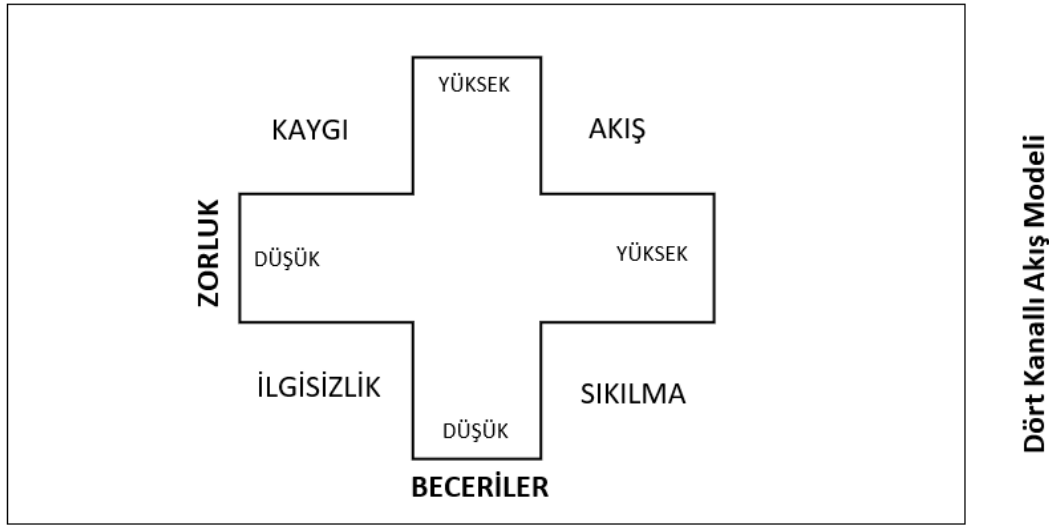 YÜKSEK
KAYGI
AKIŞ
ZORLUK
DÜŞÜK
YÜKSEK
İLGİSİZLİK
SIKILMA
DÜŞÜK
BECERİLER
Dört Kanallı Akış Modeli